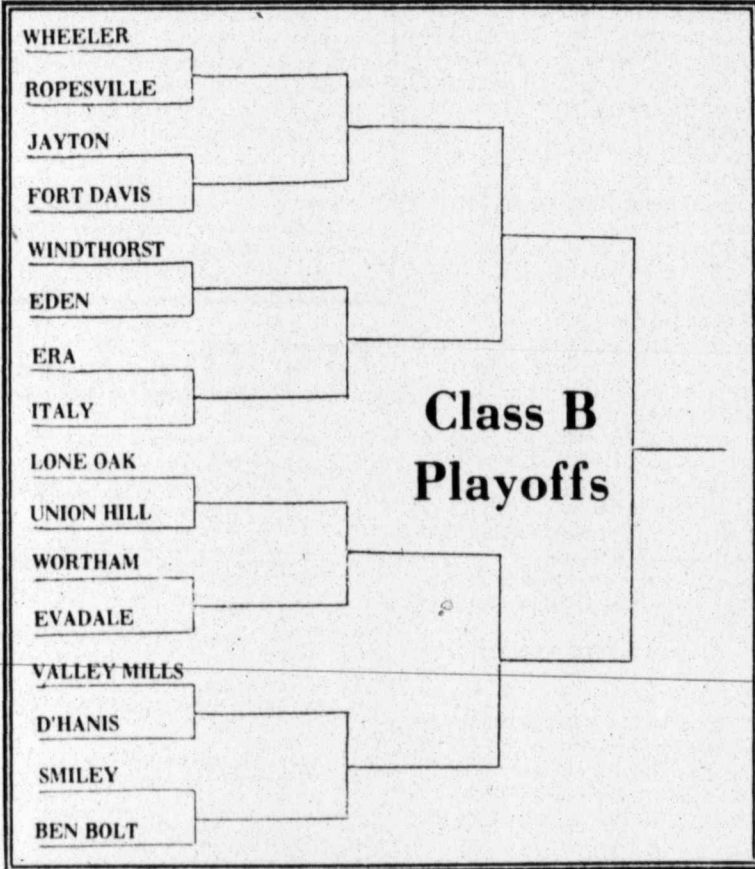 WHEELER
ROPESVILLE
JAYTON
FORT DAVIS
WINDTHORST
EDEN
ERA
ITALY
LONE OAK
UNION HILL
WORTHAM
EVADALE
VALLEY MILLS
D'HANIS
SMILEY
BEN BOLT
Class B
Playoffs